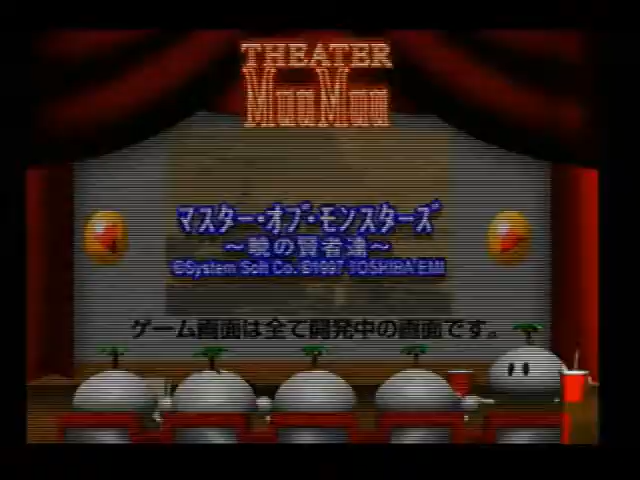 THEATER
MuuMuu
マスター・オブ・モンスターズ
～暁の賢者達～
©System Soft Co. ©1997 TOSHIBA EMI
ゲーム画面は全て開発中の画面です。